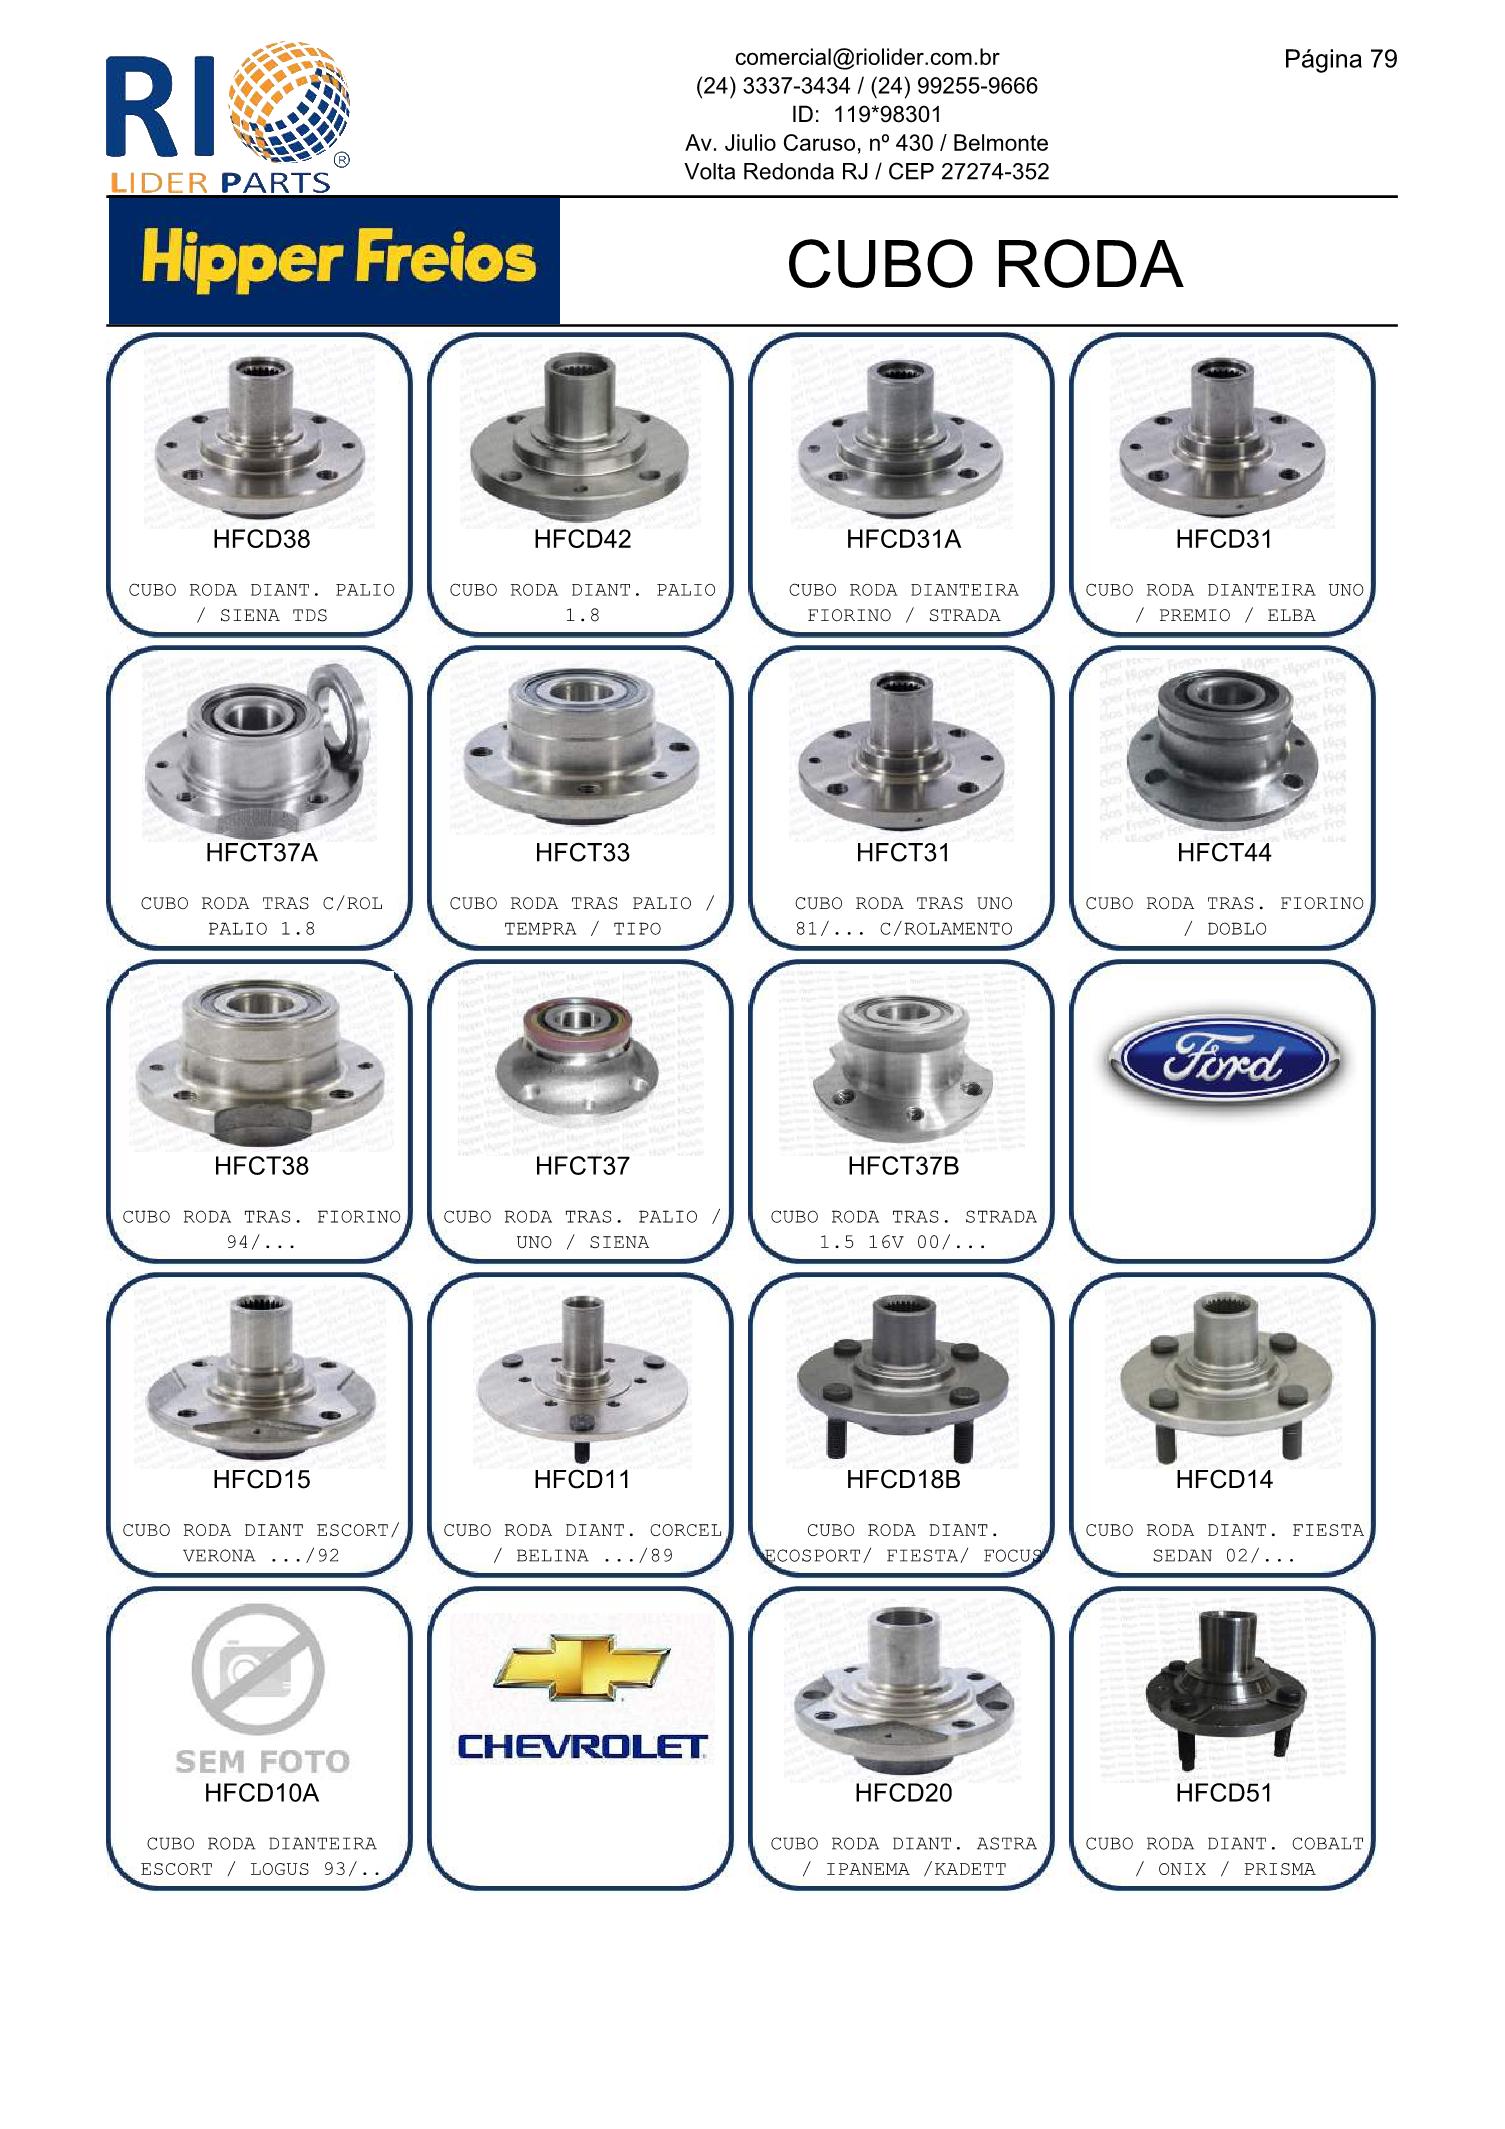 RIO
®
LIDER PARTS
comercial@riolider.com.br
(24) 3337-3434 / (24) 99255-9666
ID: 119*98301
Av. Jiulio Caruso, nº 430 / Belmonte
Volta Redonda RJ / CEP 27274-352
Página 79
Hipper Freios
CUBO RODA
HFCD38
CUBO RODA DIANT. PALIO
/ SIENA TDS
HFCD42
CUBO RODA DIANT. PALIO
1.8
HFCD31A
CUBO RODA DIANTEIRA
FIORINO / STRADA
HFCD31
CUBO RODA DIANTEIRA UNO
/ PREMIO / ELBA
HFCT37A
CUBO RODA TRAS C/ROL
PALIO 1.8
HFCT33
CUBO RODA TRAS PALIO /
TEMPRA / TIPO
HFCT31
CUBO RODA TRAS UNO
81/... C/ROLAMENTO
HFCT44
CUBO RODA TRAS. FIORINO
/ DOBLO
HFCT38
CUBO RODA TRAS. FIORINO
94/...
HFCT37
CUBO RODA TRAS. PALIO /
UNO / SIENA
HFCT37B
CUBO RODA TRAS. STRADA
1.5 16V 00/...
Ford
HFCD15
CUBO RODA DIANT ESCORT/
VERONA .../92
HFCD11
CUBO RODA DIANT. CORCEL
/ BELINA .../89
HFCD18B
CUBO RODA DIANT.
ECOSPORT/ FIESTA/ FOCUS
HFCD14
CUBO RODA DIANT. FIESTA
SEDAN 02/...
SEM FOTO
HFCD10A
CUBO RODA DIANTEIRA
ESCORT / LOGUS 93/..
CHEVROLET
HFCD20
CUBO RODA DIANT. ASTRA
/ IPANEMA /KADETT
HFCD51
CUBO RODA DIANT. COBALT
/ ONIX / PRISMA